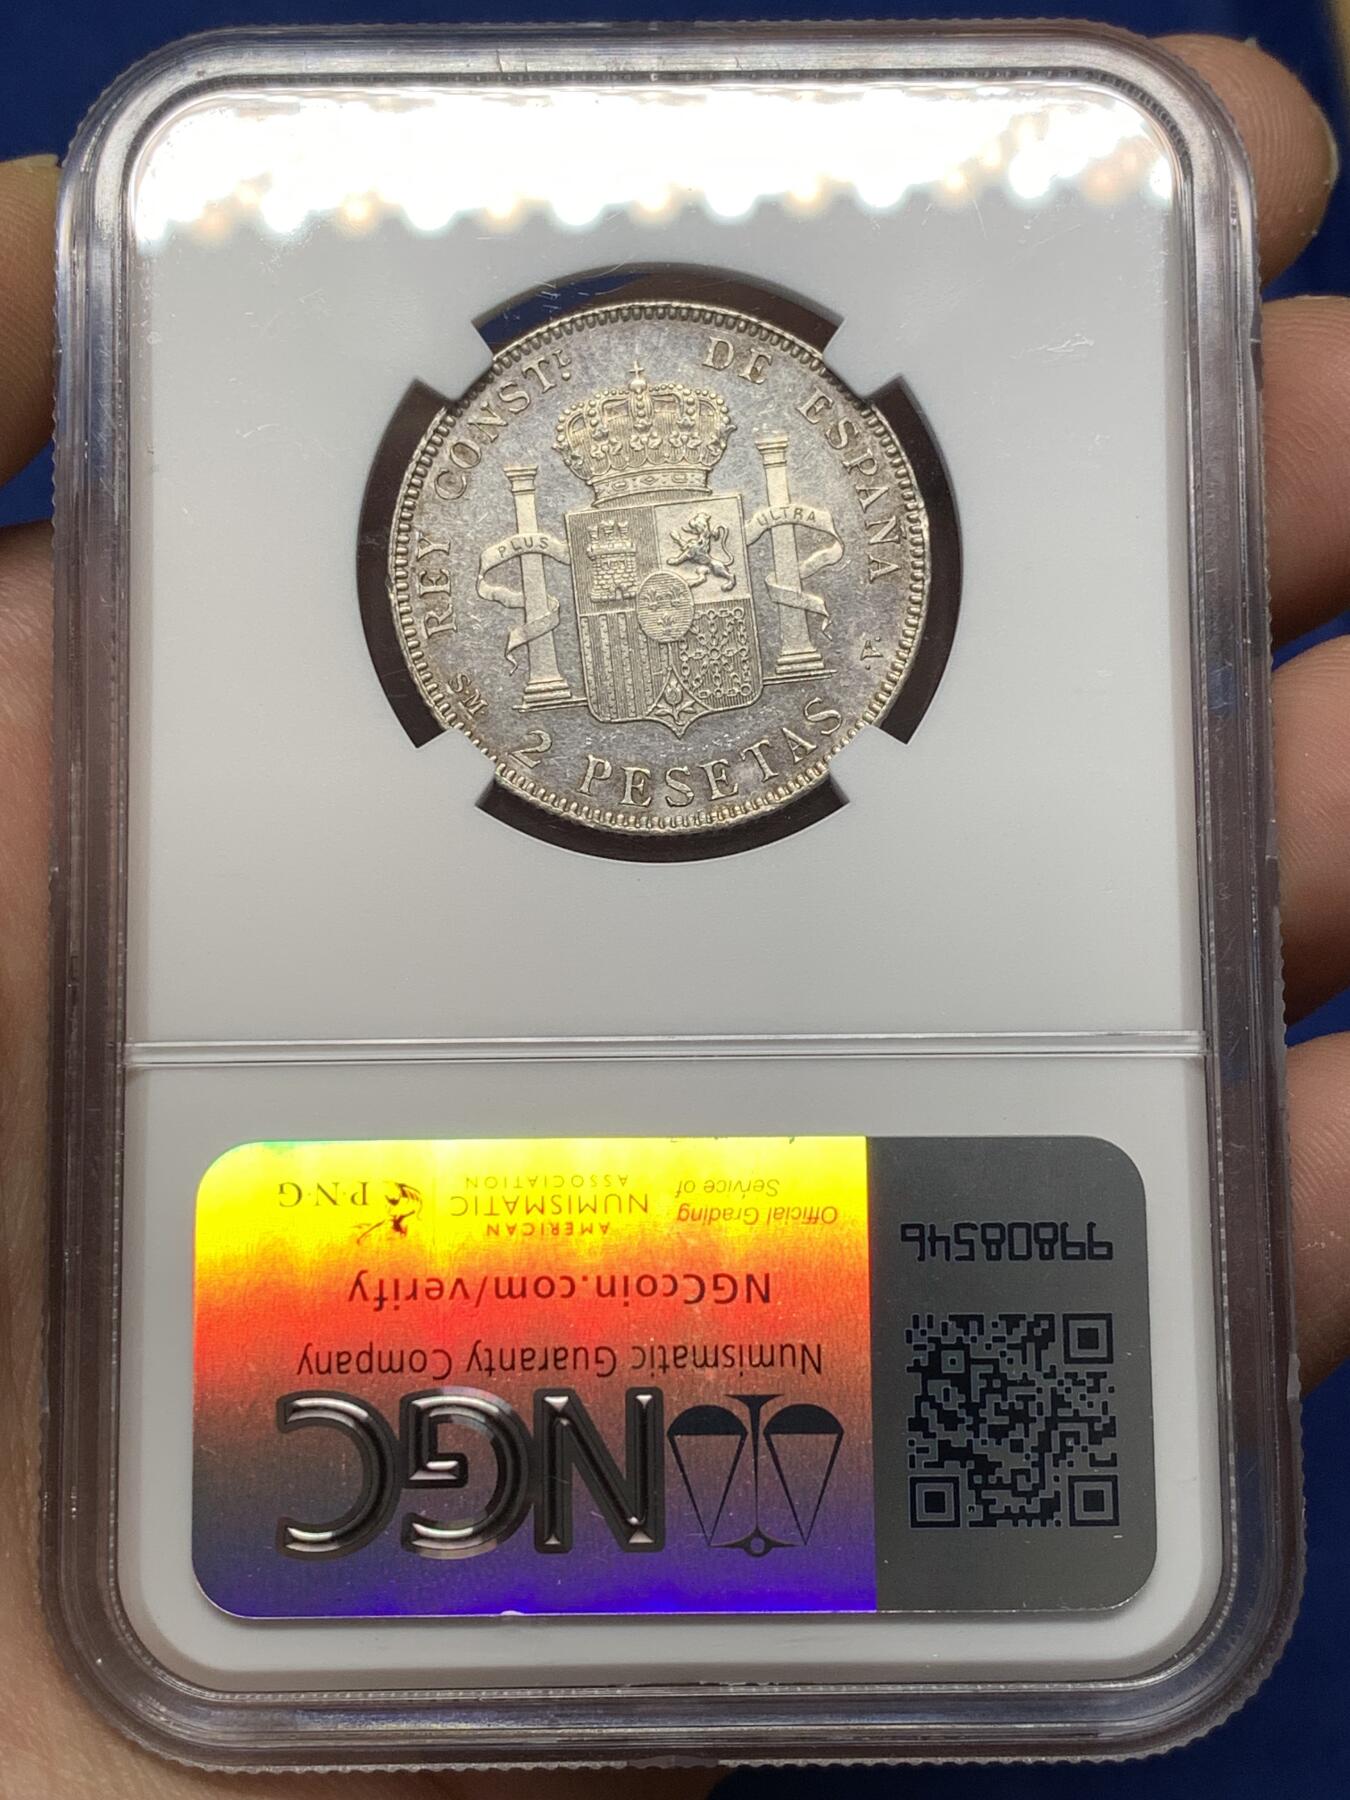 REY CONSTL. DE ESPAÑA
PLUS ULTRA
S·M· ·V·
2 PESETAS
NGC
Numismatic Guaranty Company
NGCcoin.com/verify
Official Grading Service of
AMERICAN NUMISMATIC ASSOCIATION
P·N·G
99808546